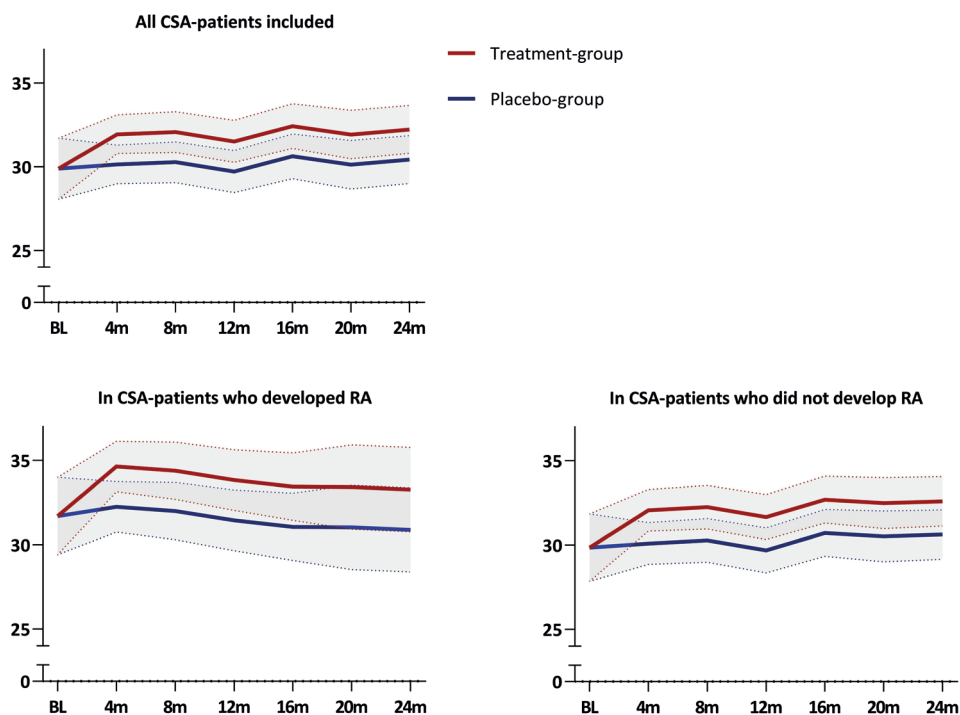 All CSA-patients included
Treatment-group
Placebo-group
35
30
25
0
BL 4m 8m 12m 16m 20m 24m
In CSA-patients who developed RA
35
30
25
0
BL 4m 8m 12m 16m 20m 24m
In CSA-patients who did not develop RA
35
30
25
0
BL 4m 8m 12m 16m 20m 24m